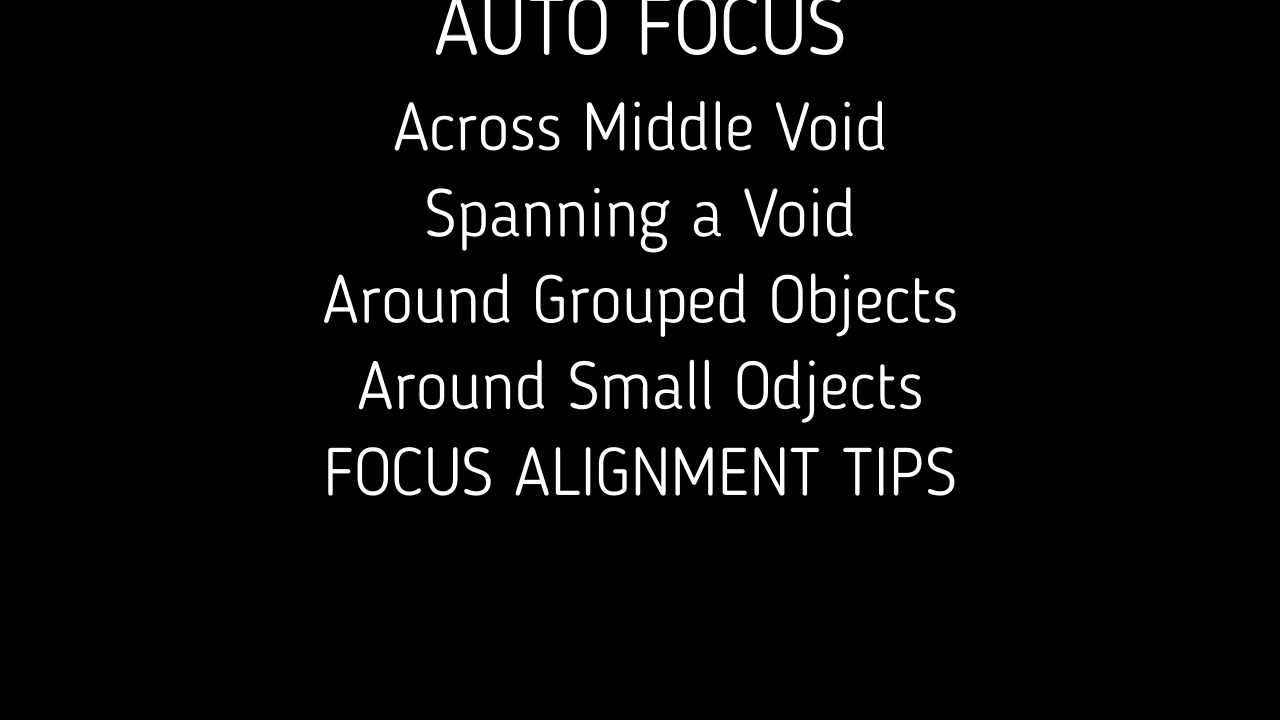 AUTO FOCUS
Across Middle Void
Spanning a Void
Around Grouped Objects
Around Small Odjects
FOCUS ALIGNMENT TIPS